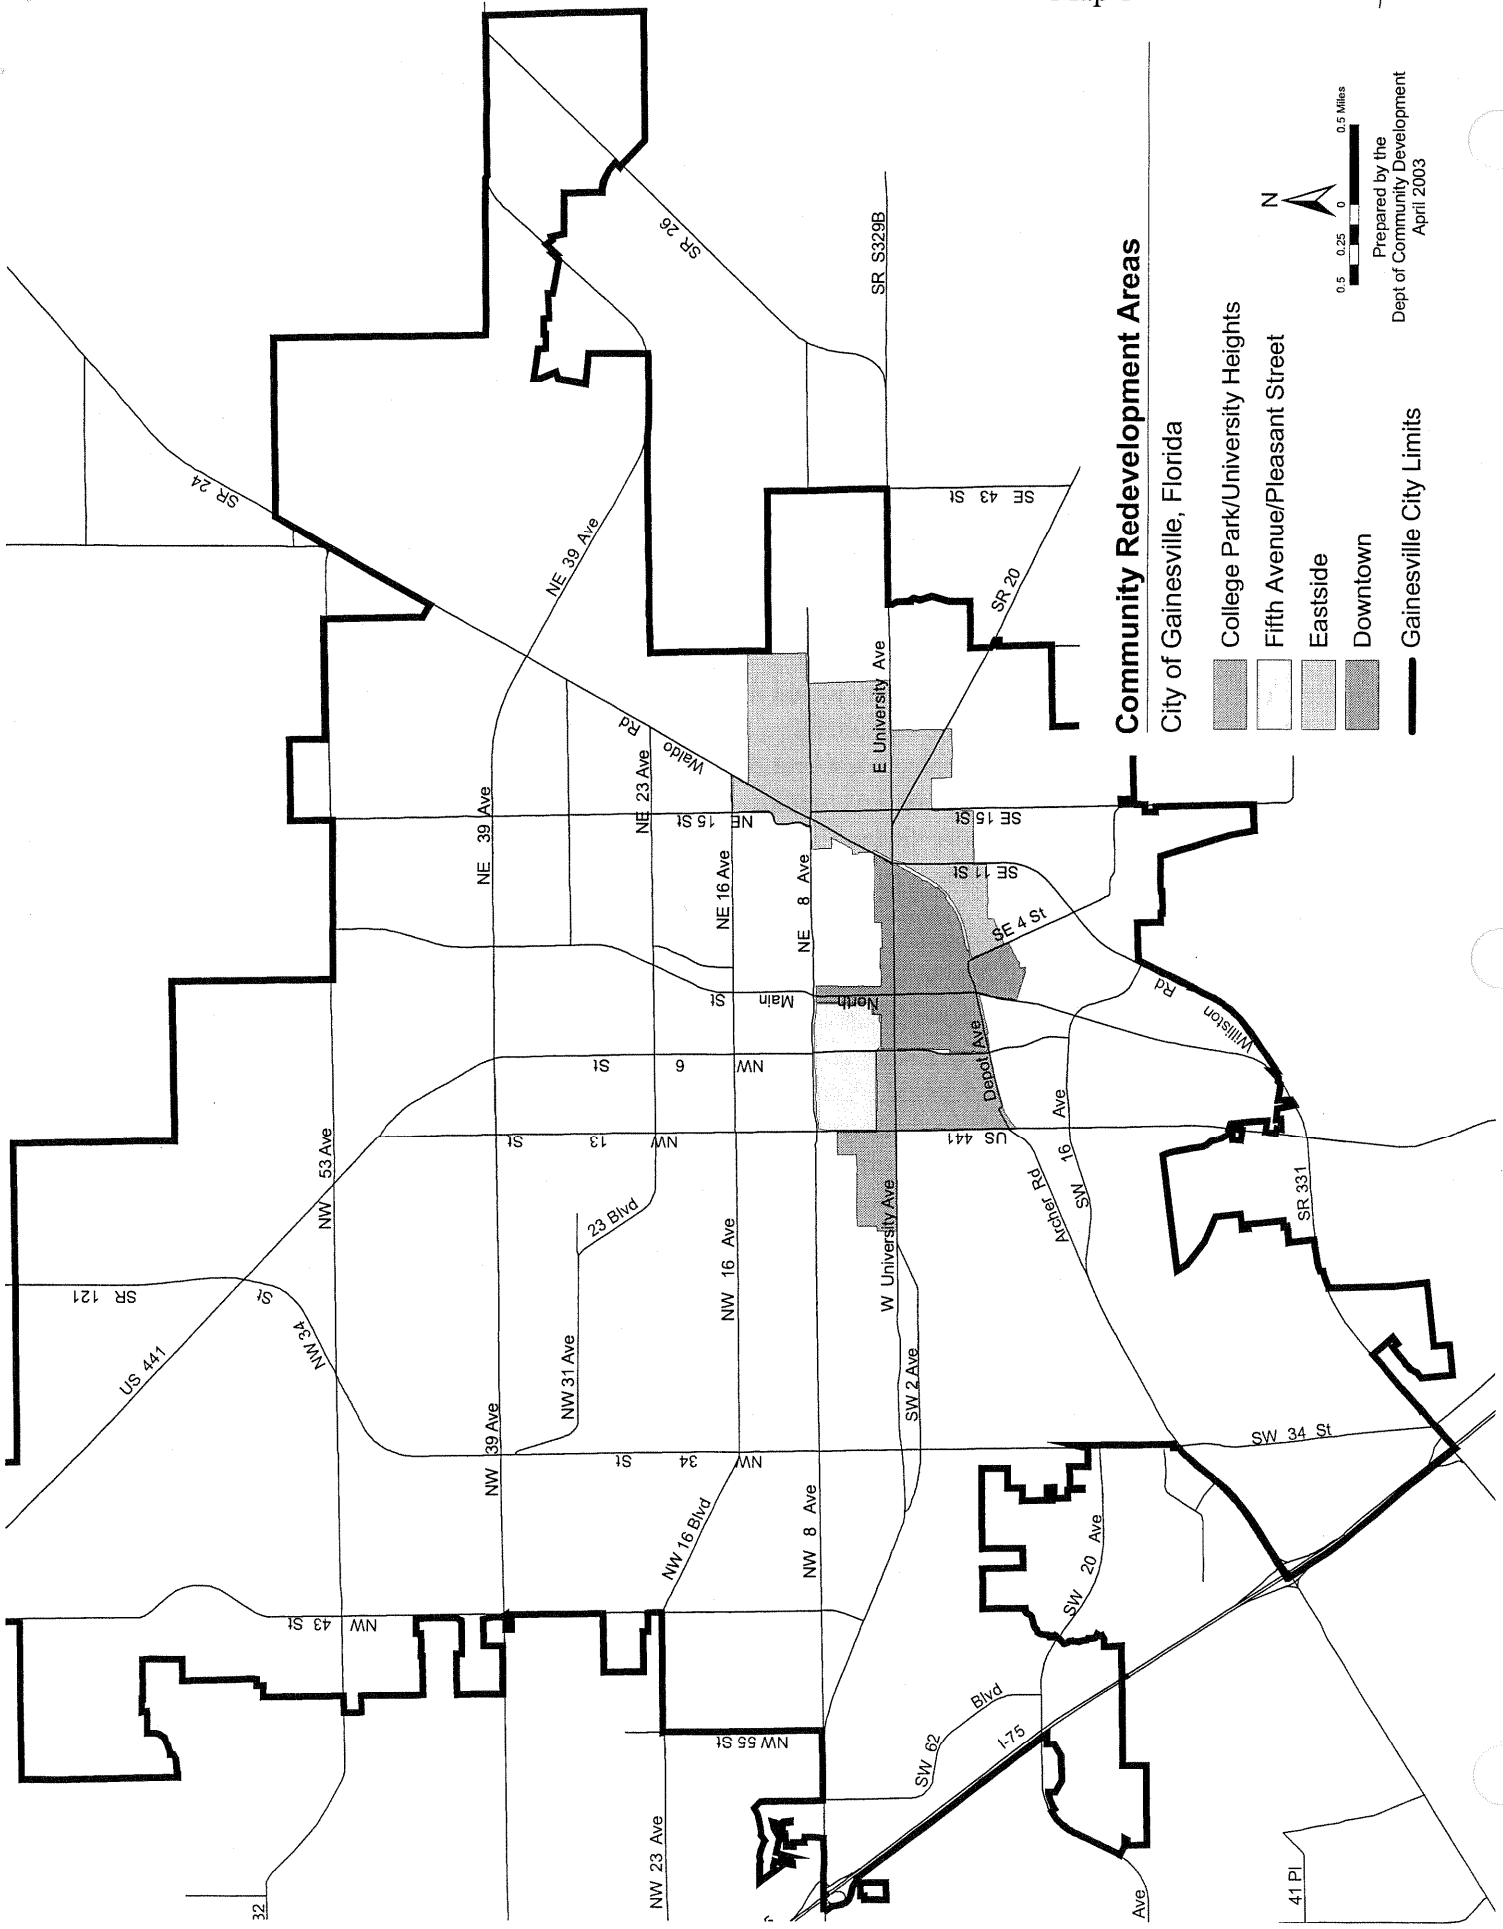 Community Redevelopment Areas
City of Gainesville, Florida
College Park/University Heights
Fifth Avenue/Pleasant Street
Eastside
Downtown
Gainesville City Limits
N
0.5 0.25 0 0.5 Miles
Prepared by the
Dept of Community Development
April 2003
SR 24
SR 26
SR S329B
SE 43 St
SR 20
NE 39 Ave
Waldo Rd
NE 39 Ave
NE 23 Ave
NE 15 St
NE 16 Ave
NE 8 Ave
E University Ave
SE 15 St
SE 11 St
SE 4 St
North Main St
NW 6 St
NW 13 St
US 441
Depot Ave
Williston Rd
SW 16 Ave
Archer Rd
SR 331
NW 53 Ave
23 Blvd
NW 16 Ave
W University Ave
SR 121
NW 34 St
US 441
NW 31 Ave
SW 2 Ave
NW 39 Ave
NW 34 St
SW 34 St
NW 16 Blvd
NW 8 Ave
SW 20 Ave
NW 43 St
NW 55 St
SW 62 Blvd
I-75
NW 23 Ave
32
Ave
41 Pl